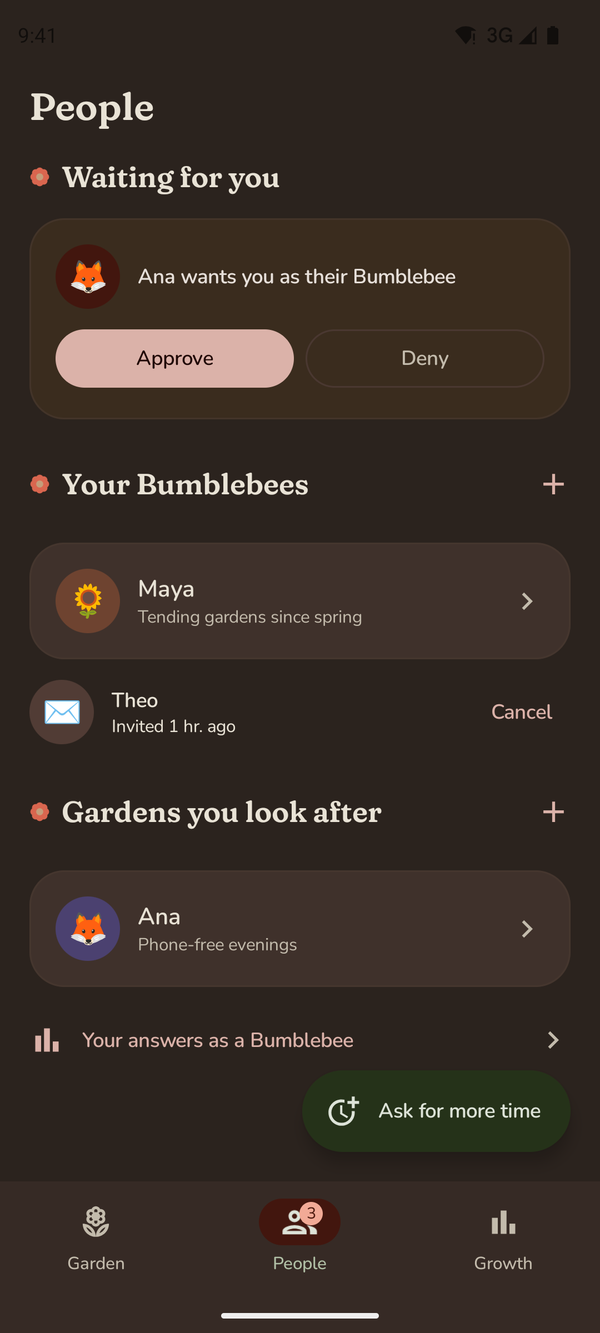 9:41
3G
People
Waiting for you
Ana wants you as their Bumblebee
Approve
Deny
Your Bumblebees
Maya
Tending gardens since spring
Theo
Invited 1 hr. ago
Cancel
Gardens you look after
Ana
Phone-free evenings
Your answers as a Bumblebee
Ask for more time
3
Garden
People
Growth